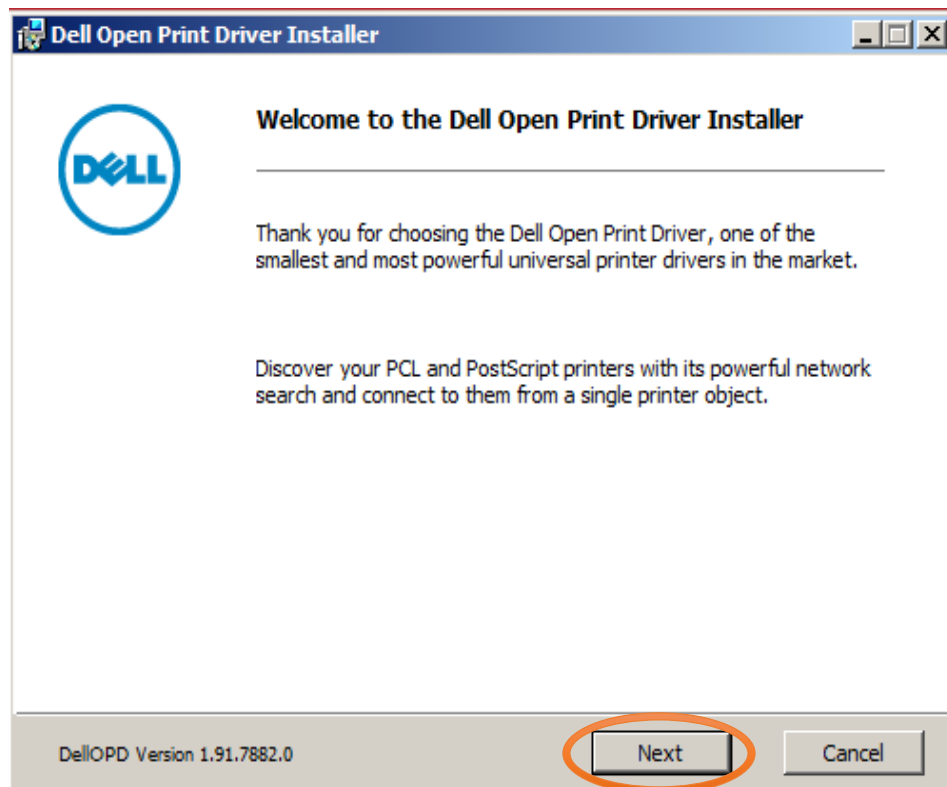 Dell Open Print Driver Installer
DELL
Welcome to the Dell Open Print Driver Installer
Thank you for choosing the Dell Open Print Driver, one of the
smallest and most powerful universal printer drivers in the market.
Discover your PCL and PostScript printers with its powerful network
search and connect to them from a single printer object.
DellOPD Version 1.91.7882.0
Next
Cancel